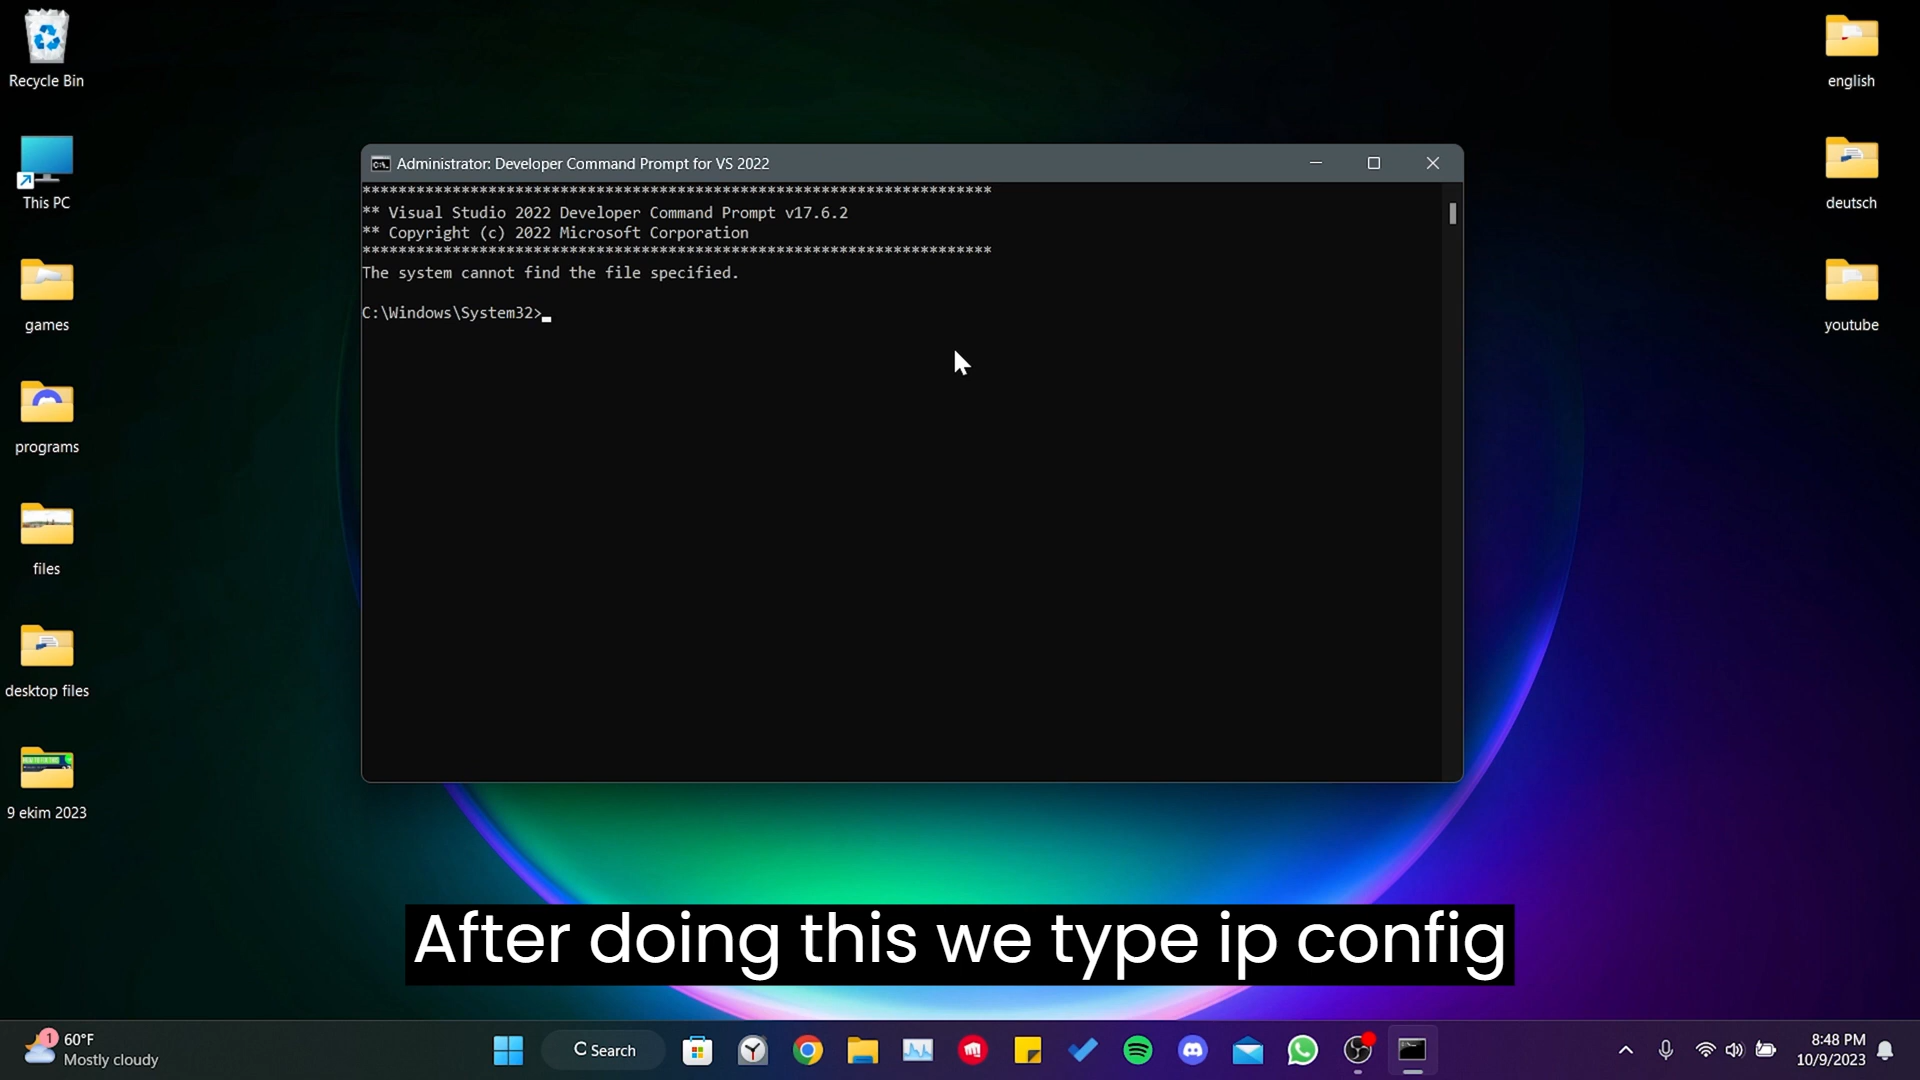 Recycle Bin
This PC
games
programs
files
desktop files
9 ekim 2023
english
deutsch
youtube
Administrator: Developer Command Prompt for VS 2022
**********************************************************************
** Visual Studio 2022 Developer Command Prompt v17.6.2
** Copyright (c) 2022 Microsoft Corporation
**********************************************************************
The system cannot find the file specified.
C:\Windows\System32>
After doing this we type ip config
1
60°F
Mostly cloudy
Search
8:48 PM
10/9/2023